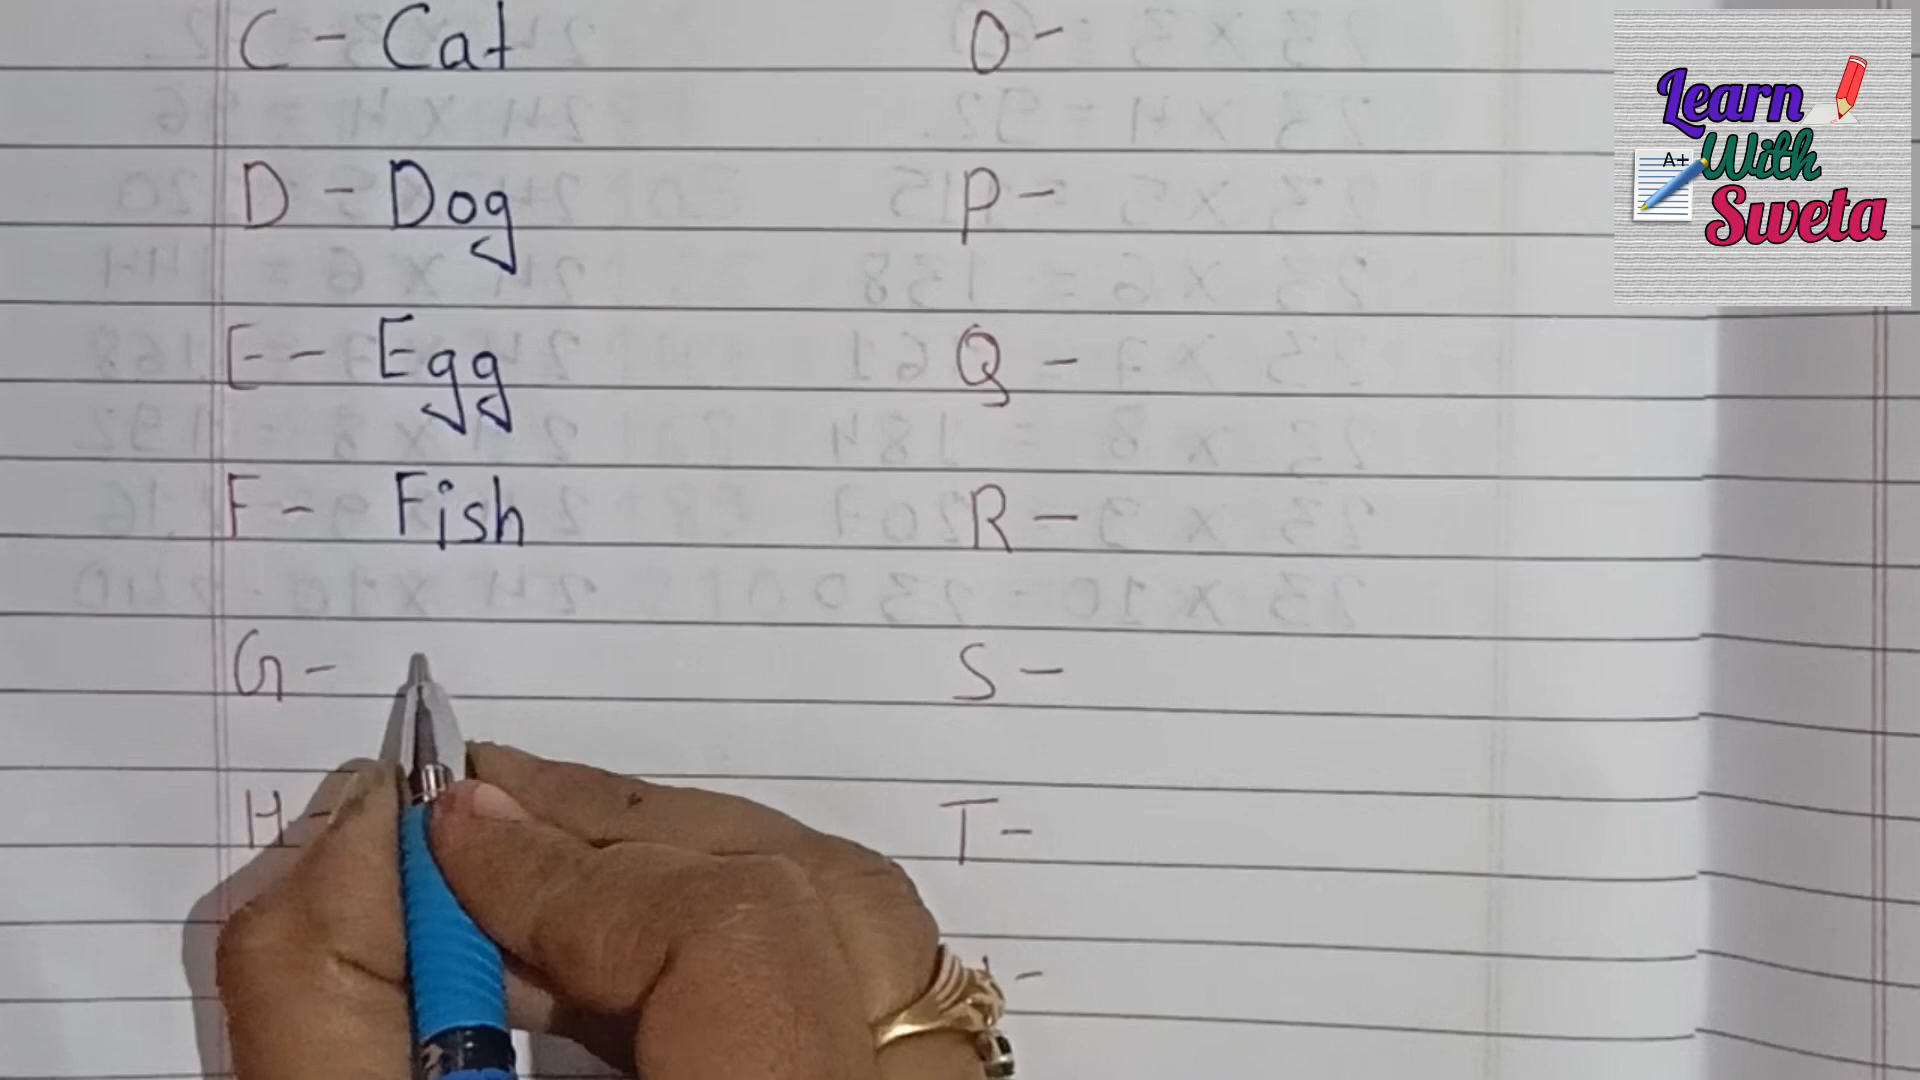 C - Cat
D - Dog
E - Egg
F - Fish
G -
H -
O -
P -
Q -
R -
S -
T -
-
Learn
With
A+
Sweta